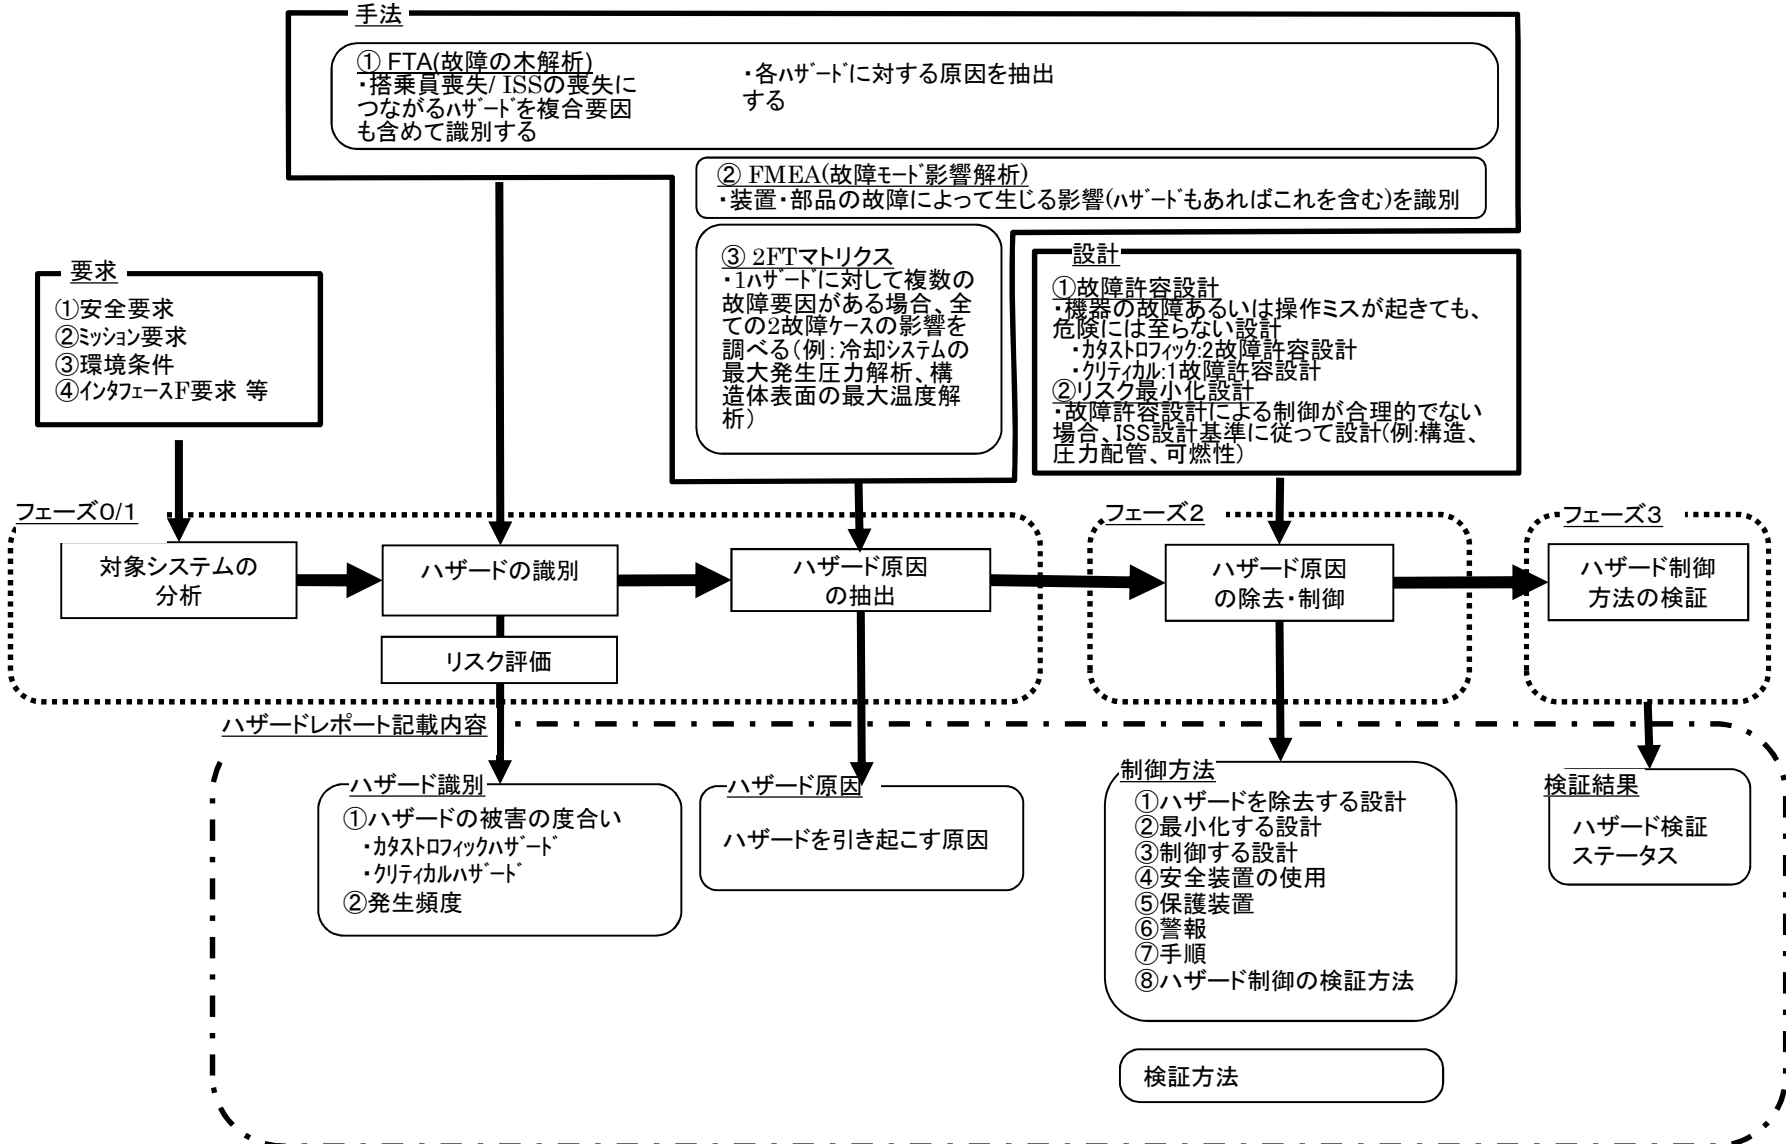 手法
① FTA(故障の木解析)
・搭乗員喪失/ ISSの喪失に
つながるﾊｻﾞｰﾄﾞを複合要因
も含めて識別する
・各ﾊｻﾞｰﾄﾞに対する原因を抽出
する
② FMEA(故障ﾓｰﾄﾞ影響解析)
・装置・部品の故障によって生じる影響(ﾊｻﾞｰﾄﾞもあればこれを含む)を識別
③ 2FTマトリクス
・1ﾊｻﾞｰﾄﾞに対して複数の
故障要因がある場合、全
ての2故障ｹｰｽの影響を
調べる(例：冷却ｼｽﾃﾑの
最大発生圧力解析、構
造体表面の最大温度解
析)
要求
①安全要求
②ﾐｯｼｮﾝ要求
③環境条件
④ｲﾝﾀﾌｪｰｽF要求 等
設計
①故障許容設計
・機器の故障あるいは操作ミスが起きても、
危険には至らない設計
・ｶﾀｽﾄﾛﾌｨｯｸ:2故障許容設計
・ｸﾘﾃｨｶﾙ:1故障許容設計
②リスク最小化設計
・故障許容設計による制御が合理的でない
場合、ISS設計基準に従って設計(例:構造、
圧力配管、可燃性)
フェーズ0/1
対象システムの
分析
ハザードの識別
リスク評価
ハザード原因
の抽出
フェーズ2
ハザード原因
の除去・制御
フェーズ3
ハザード制御
方法の検証
ハザードレポート記載内容
ハザード識別
①ハザードの被害の度合い
・ｶﾀｽﾄﾛﾌｨｯｸﾊｻﾞｰﾄﾞ
・ｸﾘﾃｨｶﾙﾊｻﾞｰﾄﾞ
②発生頻度
ハザード原因
ハザードを引き起こす原因
制御方法
①ハザードを除去する設計
②最小化する設計
③制御する設計
④安全装置の使用
⑤保護装置
⑥警報
⑦手順
⑧ハザード制御の検証方法
検証方法
検証結果
ハザード検証
ステータス